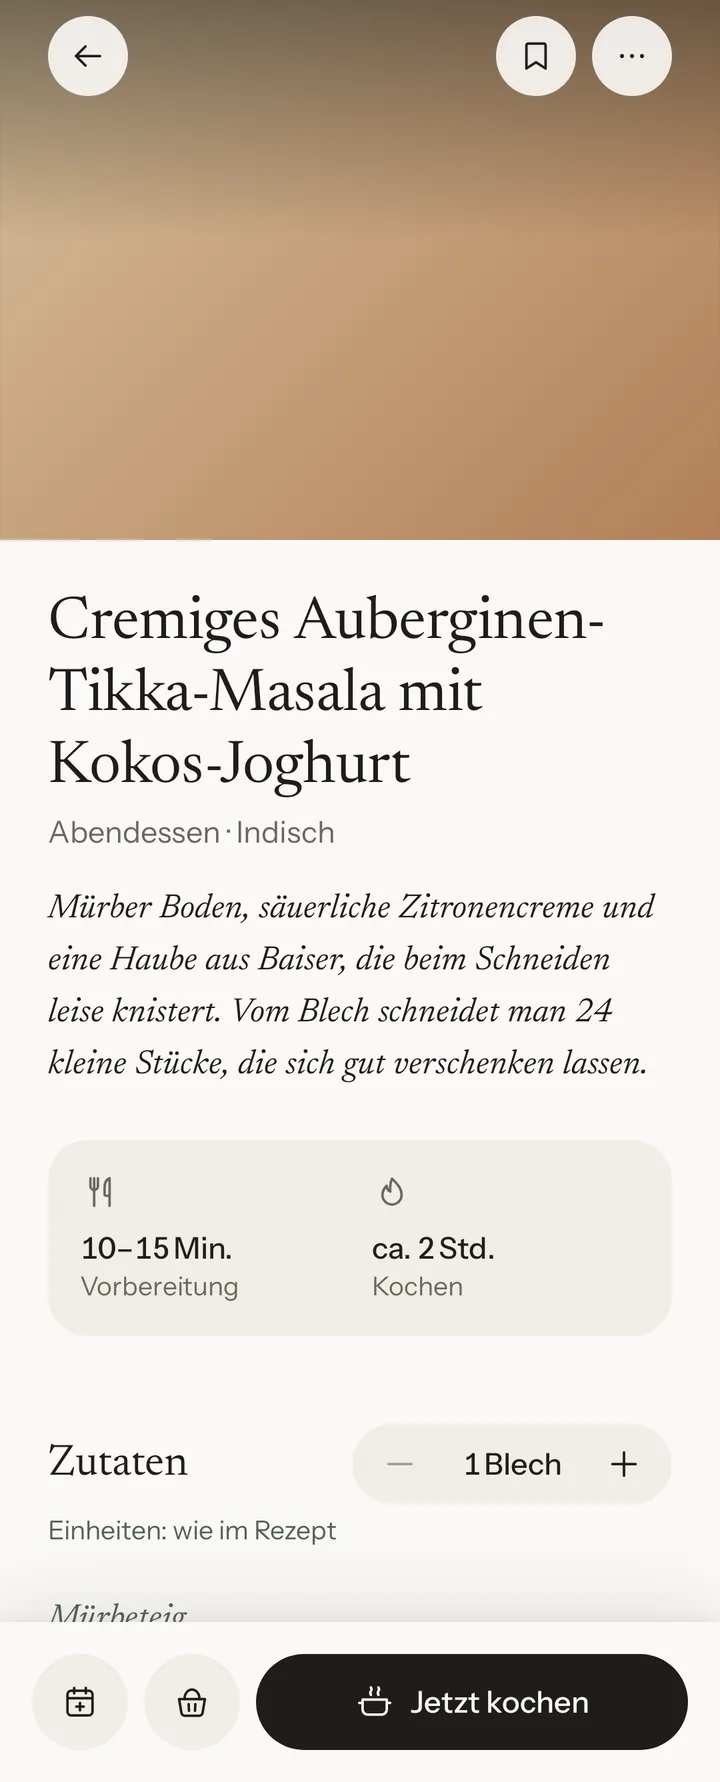 Cremiges Auberginen-
Tikka-Masala mit
Kokos-Joghurt
Abendessen · Indisch
Mürber Boden, säuerliche Zitronencreme und
eine Haube aus Baiser, die beim Schneiden
leise knistert. Vom Blech schneidet man 24
kleine Stücke, die sich gut verschenken lassen.
10–15 Min.
Vorbereitung
ca. 2 Std.
Kochen
Zutaten
1 Blech
Einheiten: wie im Rezept
Mürbeteig
Jetzt kochen